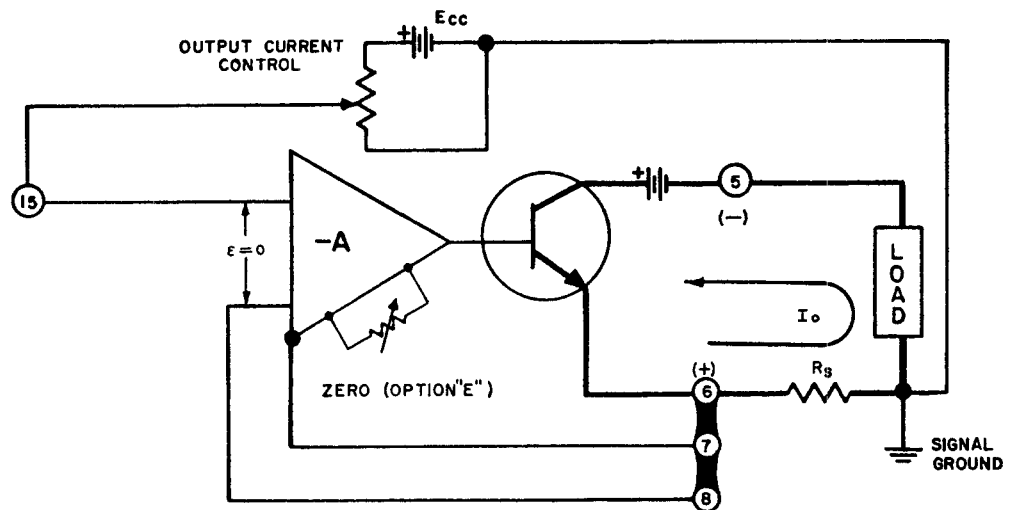 + Ecc
OUTPUT CURRENT
CONTROL
15
ε=0
-A
+
5
(-)
LOAD
Io
ZERO (OPTION"E")
(+)
6
Rs
7
8
SIGNAL
GROUND